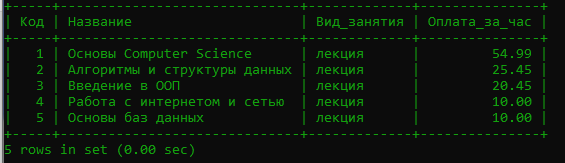 +-----+-----------------------------+-------------+---------------+
| Код | Название                    | Вид_занятия | Оплата_за_час |
+-----+-----------------------------+-------------+---------------+
|   1 | Основы Computer Science     | лекция      |         54.99 |
|   2 | Алгоритмы и структуры данных | лекция      |         25.45 |
|   3 | Введение в ООП              | лекция      |         20.45 |
|   4 | Работа с интернетом и сетью | лекция      |         10.00 |
|   5 | Основы баз данных           | лекция      |         10.00 |
+-----+-----------------------------+-------------+---------------+
5 rows in set (0.00 sec)